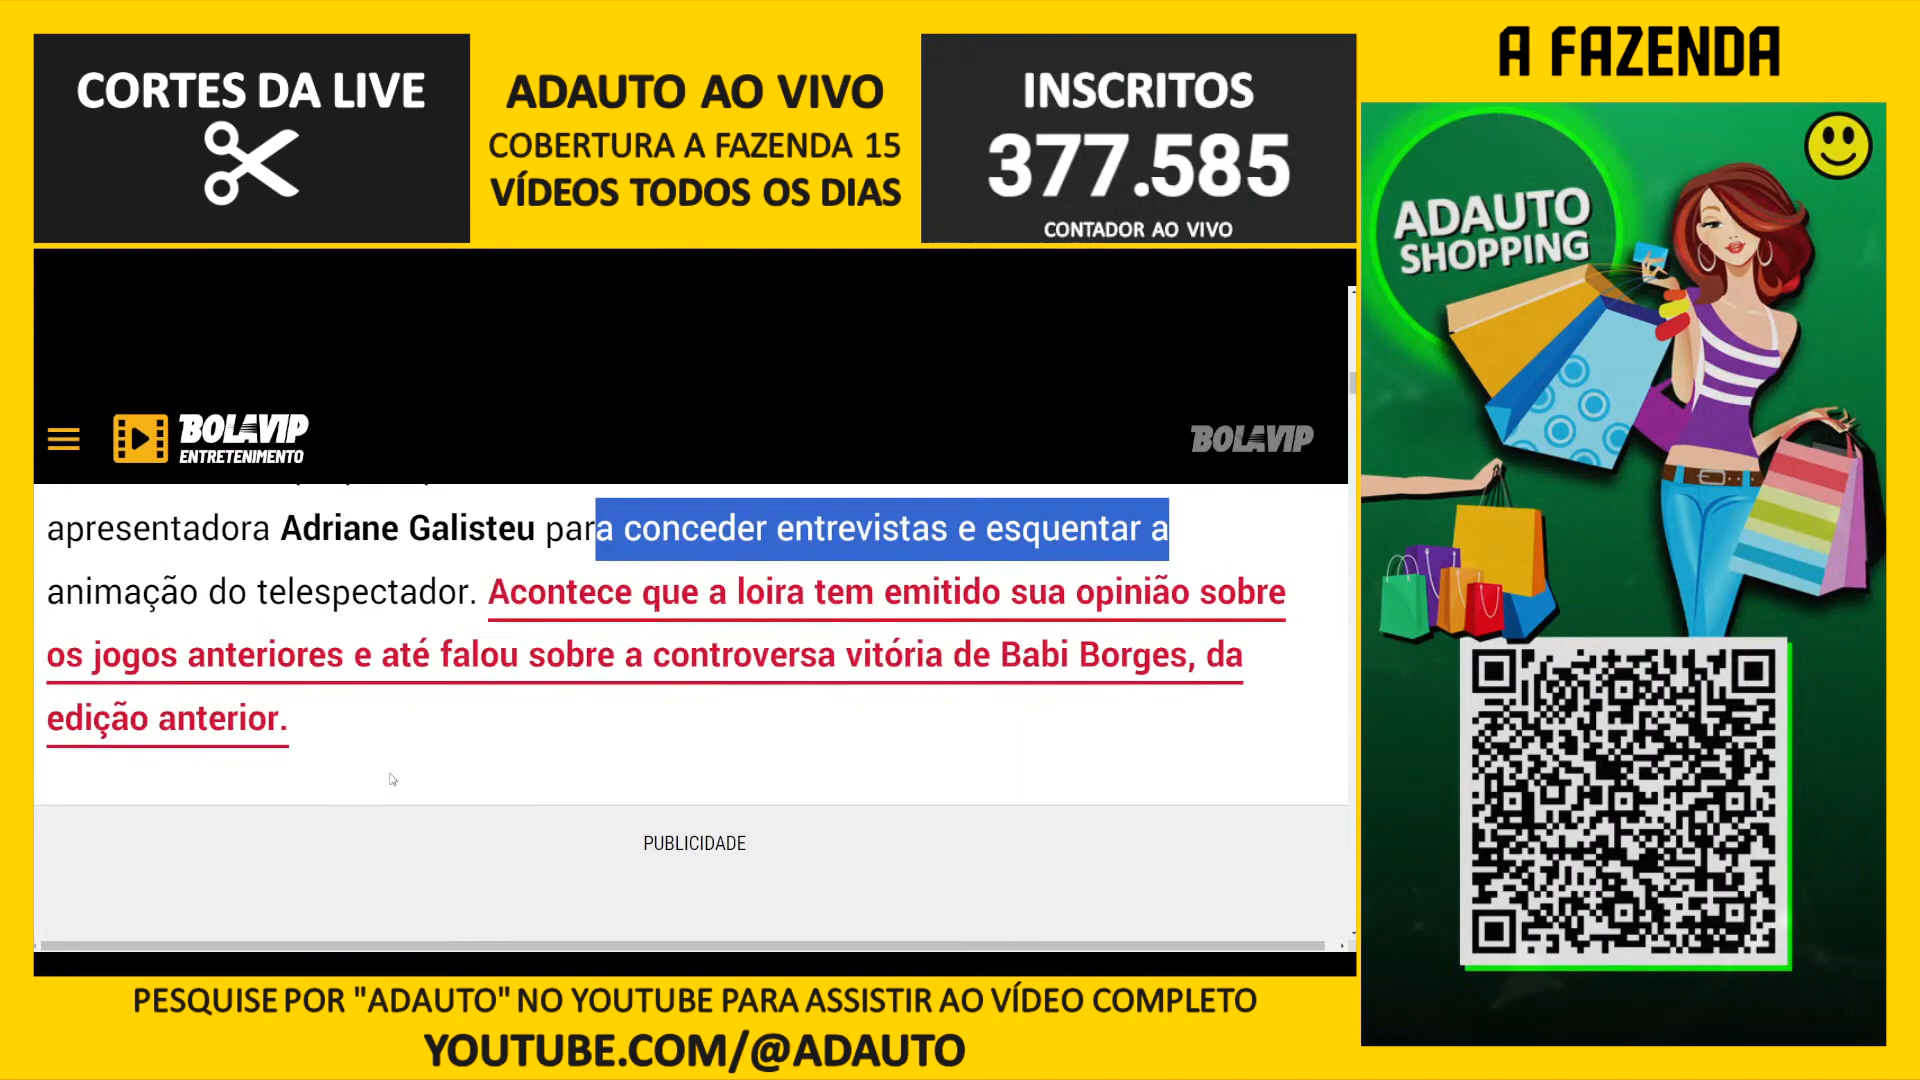 CORTES DA LIVE
ADAUTO AO VIVO
COBERTURA A FAZENDA 15
VÍDEOS TODOS OS DIAS
INSCRITOS
377.585
CONTADOR AO VIVO
A FAZENDA
ADAUTO
SHOPPING
BOLAVIP
ENTRETENIMENTO
BOLAVIP
apresentadora Adriane Galisteu para conceder entrevistas e esquentar a
animação do telespectador. Acontece que a loira tem emitido sua opinião sobre
os jogos anteriores e até falou sobre a controversa vitória de Babi Borges, da
edição anterior.
PUBLICIDADE
PESQUISE POR "ADAUTO" NO YOUTUBE PARA ASSISTIR AO VÍDEO COMPLETO
YOUTUBE.COM/@ADAUTO